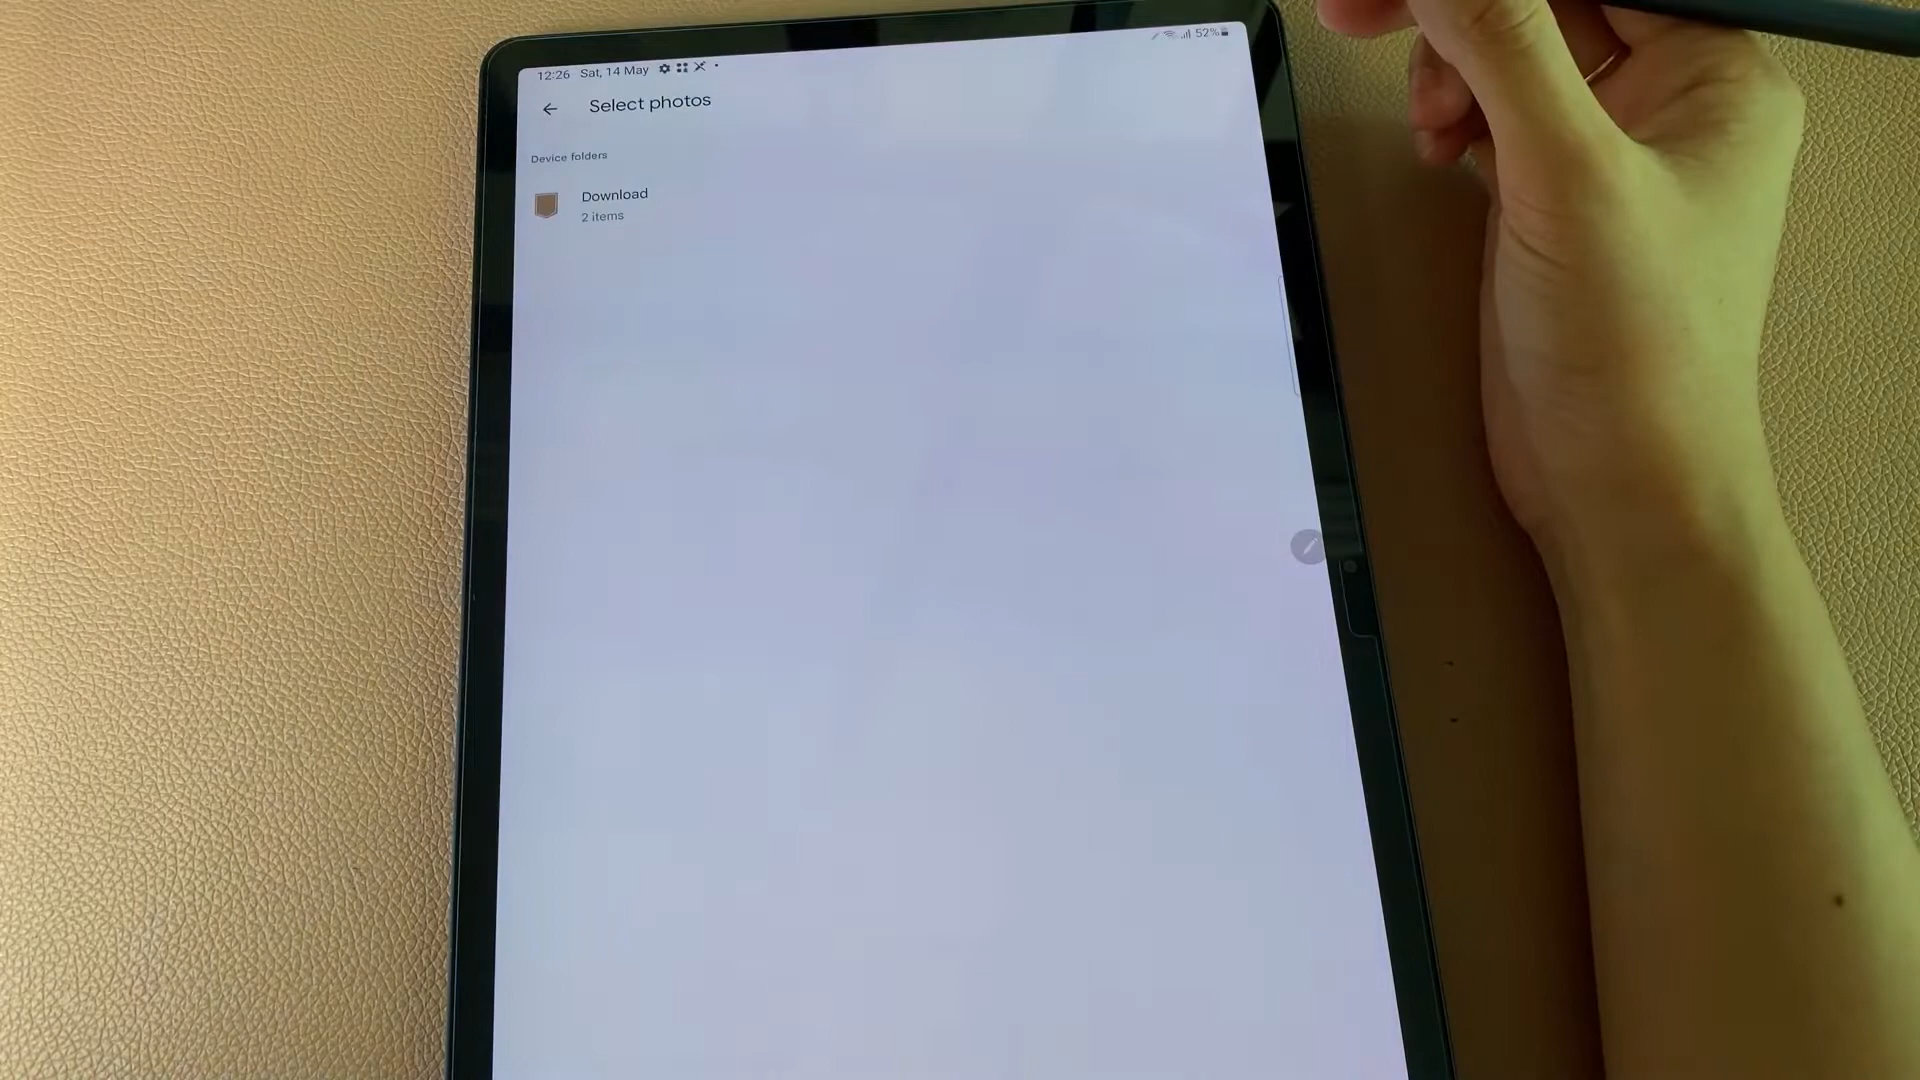 12:26 Sat, 14 May
52%
Select photos
Device folders
Download
2 items